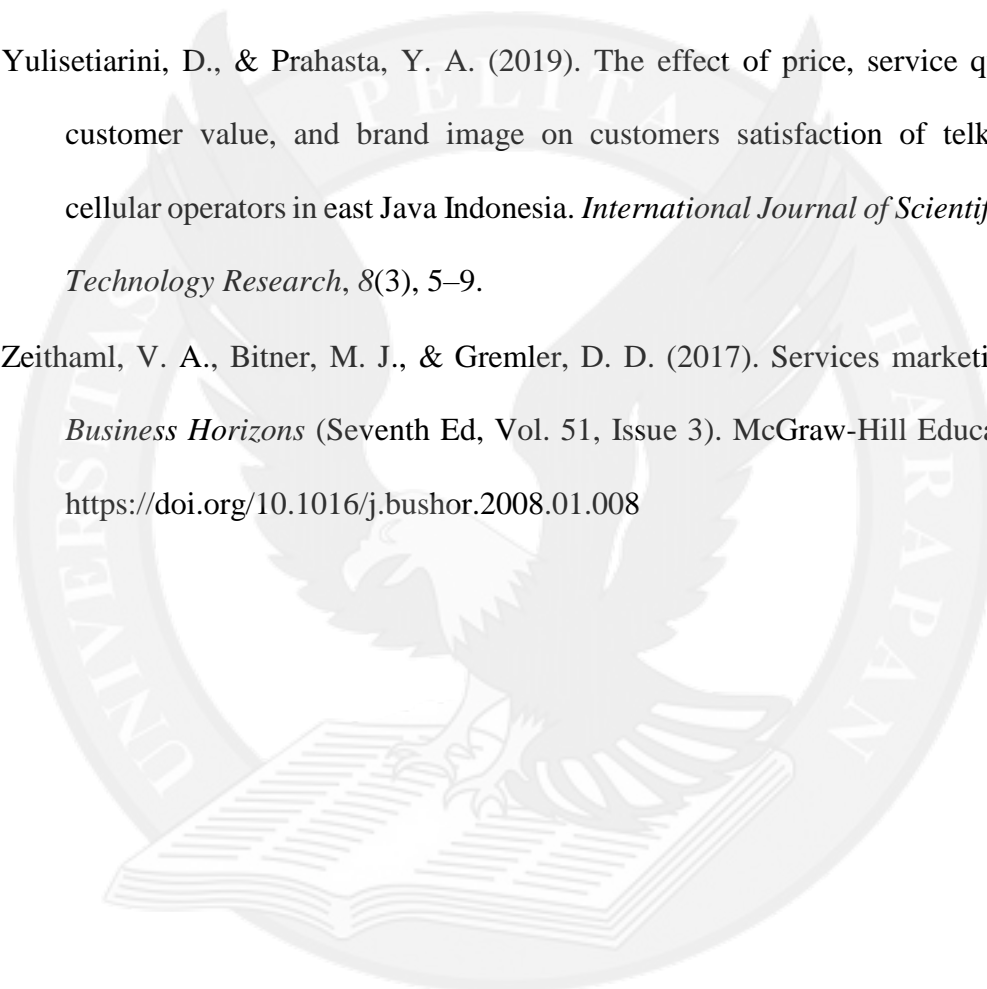 Yulisetiarini, D., & Prahasta, Y. A. (2019). The effect of price, service q
customer value, and brand image on customers satisfaction of telk
cellular operators in east Java Indonesia. International Journal of Scientif
Technology Research, 8(3), 5–9.
Zeithaml, V. A., Bitner, M. J., & Gremler, D. D. (2017). Services marketi
Business Horizons (Seventh Ed, Vol. 51, Issue 3). McGraw-Hill Educa
https://doi.org/10.1016/j.bushor.2008.01.008
UNIVERSITAS PELITA HARAPAN